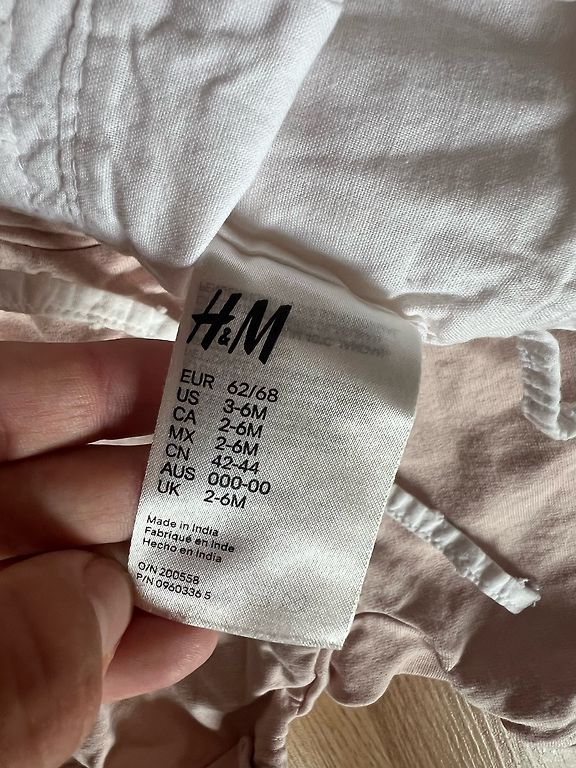 H&M
EUR 62/68
US 3-6M
CA 2-6M
MX 2-6M
CN 42-44
AUS 000-00
UK 2-6M
Made in India
Fabriqué en Inde
Hecho en India
O/N 200558
P/N 0960336 5